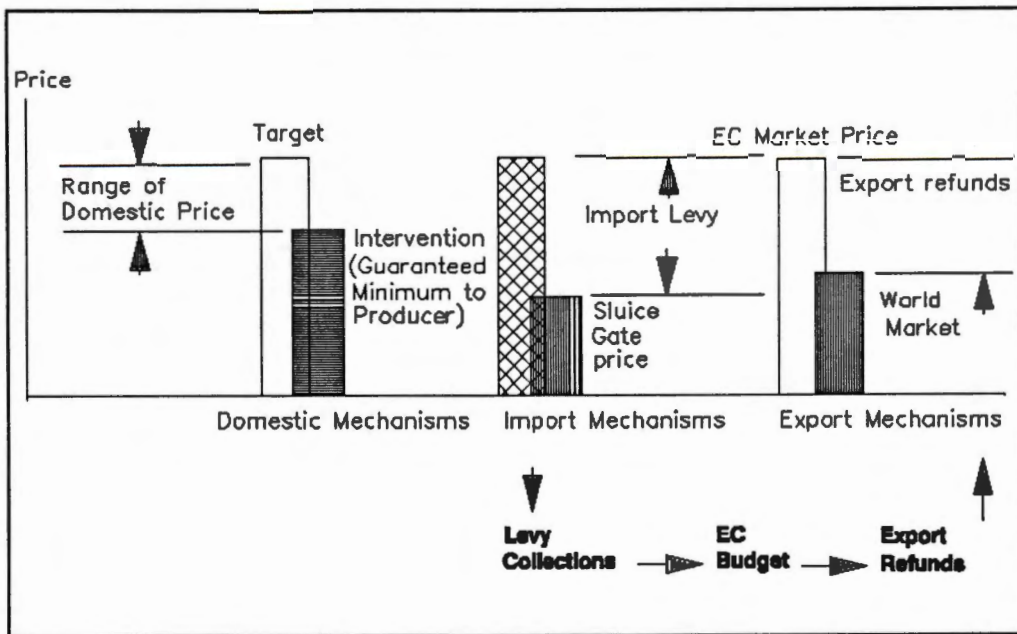 Price
Target
Range of
Domestic Price
Intervention
(Guaranteed
Minimum to
Producer)
EC Market Price
Import Levy
Sluice
Gate
price
Export refunds
World
Market
Domestic Mechanisms
Import Mechanisms
Export Mechanisms
Levy
Collections
EC
Budget
Export
Refunds